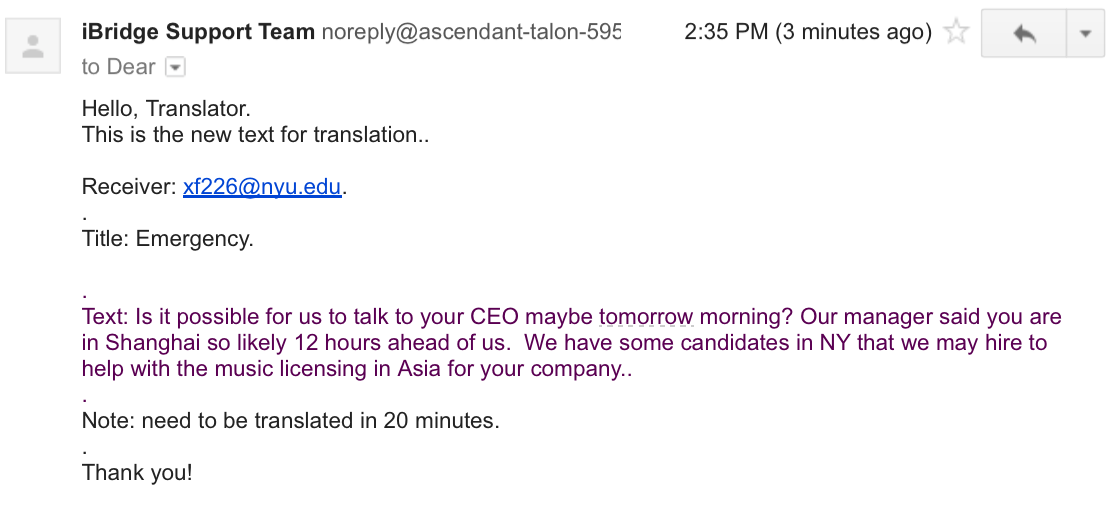 iBridge Support Team noreply@ascendant-talon-595 2:35 PM (3 minutes ago)
to Dear
Hello, Translator.
This is the new text for translation..
Receiver: xf226@nyu.edu.
.
Title: Emergency.
.
Text: Is it possible for us to talk to your CEO maybe tomorrow morning? Our manager said you are
in Shanghai so likely 12 hours ahead of us.  We have some candidates in NY that we may hire to
help with the music licensing in Asia for your company..
.
Note: need to be translated in 20 minutes.
.
Thank you!